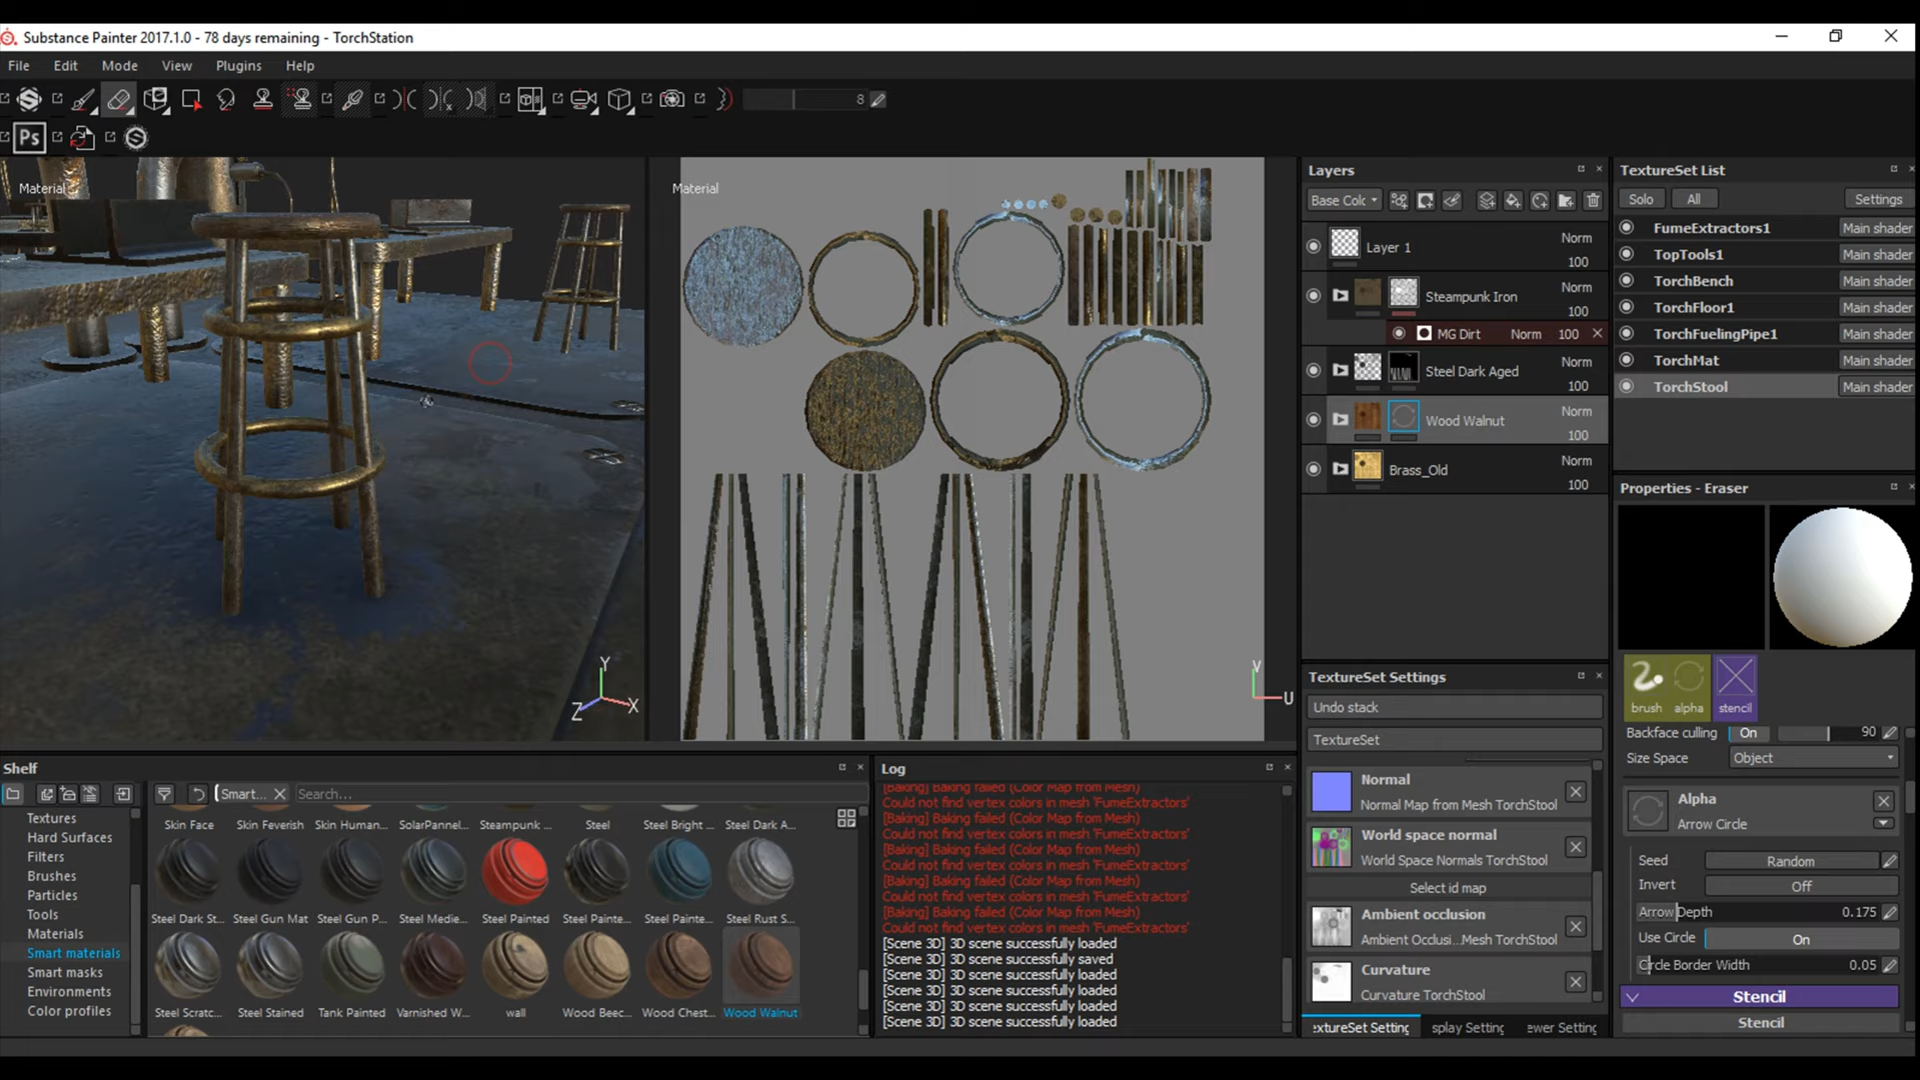 Substance Painter 2017.1.0 - 78 days remaining - TorchStation
File Edit Mode View Plugins Help
8
Ps
Material
Y
Z X
Material
V
U
Layers
Base Colc
Layer 1 Norm 100
Steampunk Iron Norm 100
MG Dirt Norm 100
Steel Dark Aged Norm 100
Wood Walnut Norm 100
Brass_Old Norm 100
TextureSet List
Solo All Settings
FumeExtractors1 Main shader
TopTools1 Main shader
TorchBench Main shader
TorchFloor1 Main shader
TorchFuelingPipe1 Main shader
TorchMat Main shader
TorchStool Main shader
Properties - Eraser
brush alpha stencil
Backface culling On 90
Size Space Object
Alpha
Arrow Circle
Seed Random
Invert Off
Arrow Depth 0.175
Use Circle On
Circle Border Width 0.05
Stencil
Stencil
TextureSet Settings
Undo stack
TextureSet
Normal
Normal Map from Mesh TorchStool
World space normal
World Space Normals TorchStool
Select id map
Ambient occlusion
Ambient Occlusi...Mesh TorchStool
Curvature
Curvature TorchStool
extureSet Setting splay Setting ewer Setting
Shelf
Smart... Search...
Textures
Hard Surfaces
Filters
Brushes
Particles
Tools
Materials
Smart materials
Smart masks
Environments
Color profiles
Skin Face Skin Feverish Skin Human... SolarPannel... Steampunk ... Steel Steel Bright ... Steel Dark A...
Steel Dark St... Steel Gun Mat Steel Gun P... Steel Medie... Steel Painted Steel Painte... Steel Painte... Steel Rust S...
Steel Scratc... Steel Stained Tank Painted Varnished W... wall Wood Beec... Wood Chest... Wood Walnut
Log
[Baking] Baking failed (Color Map from Mesh)
Could not find vertex colors in mesh 'FumeExtractors'
[Baking] Baking failed (Color Map from Mesh)
Could not find vertex colors in mesh 'FumeExtractors'
[Baking] Baking failed (Color Map from Mesh)
Could not find vertex colors in mesh 'FumeExtractors'
[Baking] Baking failed (Color Map from Mesh)
Could not find vertex colors in mesh 'FumeExtractors'
[Baking] Baking failed (Color Map from Mesh)
Could not find vertex colors in mesh 'FumeExtractors'
[Scene 3D] 3D scene successfully loaded
[Scene 3D] 3D scene successfully saved
[Scene 3D] 3D scene successfully loaded
[Scene 3D] 3D scene successfully loaded
[Scene 3D] 3D scene successfully loaded
[Scene 3D] 3D scene successfully loaded